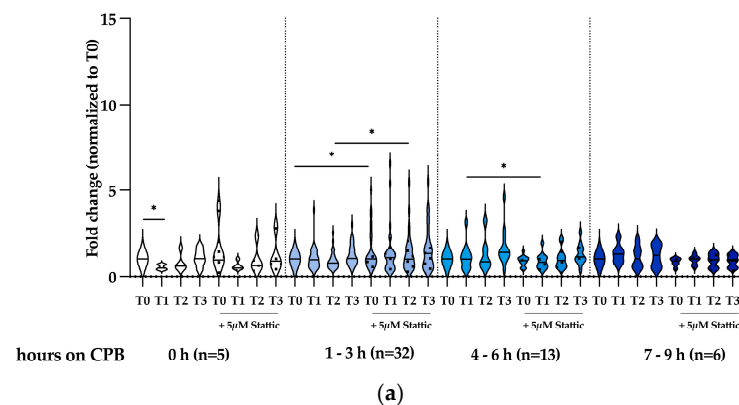 Fold change (normalized to T0)
15
10
5
0
*
*
*
*
T0 T1 T2 T3 T0 T1 T2 T3 T0 T1 T2 T3 T0 T1 T2 T3 T0 T1 T2 T3 T0 T1 T2 T3 T0 T1 T2 T3 T0 T1 T2 T3
+ 5μM Stattic + 5μM Stattic + 5μM Stattic + 5μM Stattic
hours on CPB 0 h (n=5) 1 - 3 h (n=32) 4 - 6 h (n=13) 7 - 9 h (n=6)
(a)